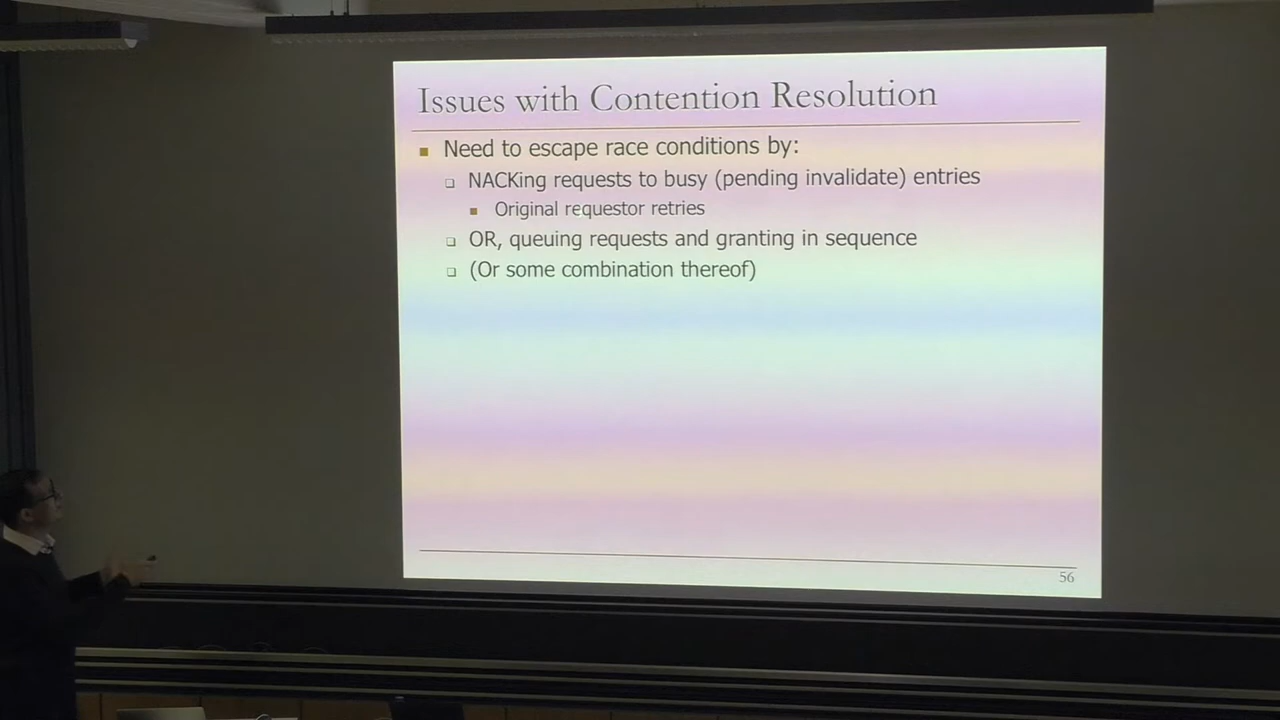 Issues with Contention Resolution
Need to escape race conditions by:
NACKing requests to busy (pending invalidate) entries
Original requestor retries
OR, queuing requests and granting in sequence
(Or some combination thereof)
56